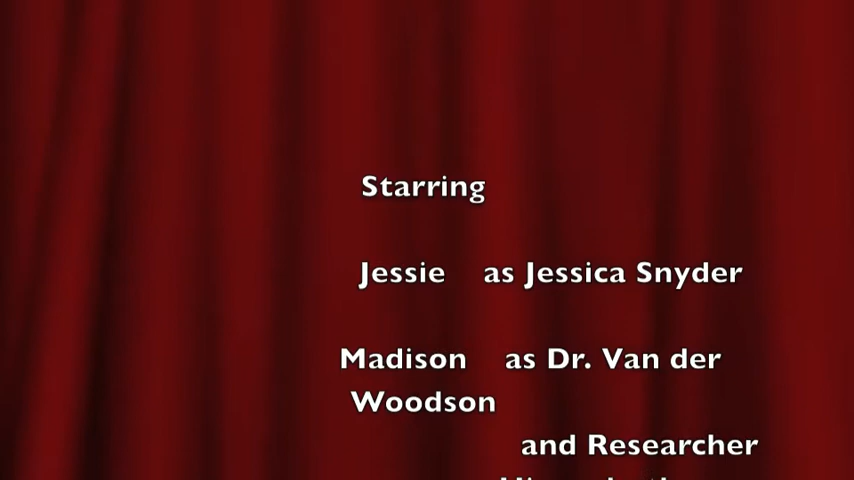 Starring
Jessie as Jessica Snyder
Madison as Dr. Van der
Woodson
and Researcher